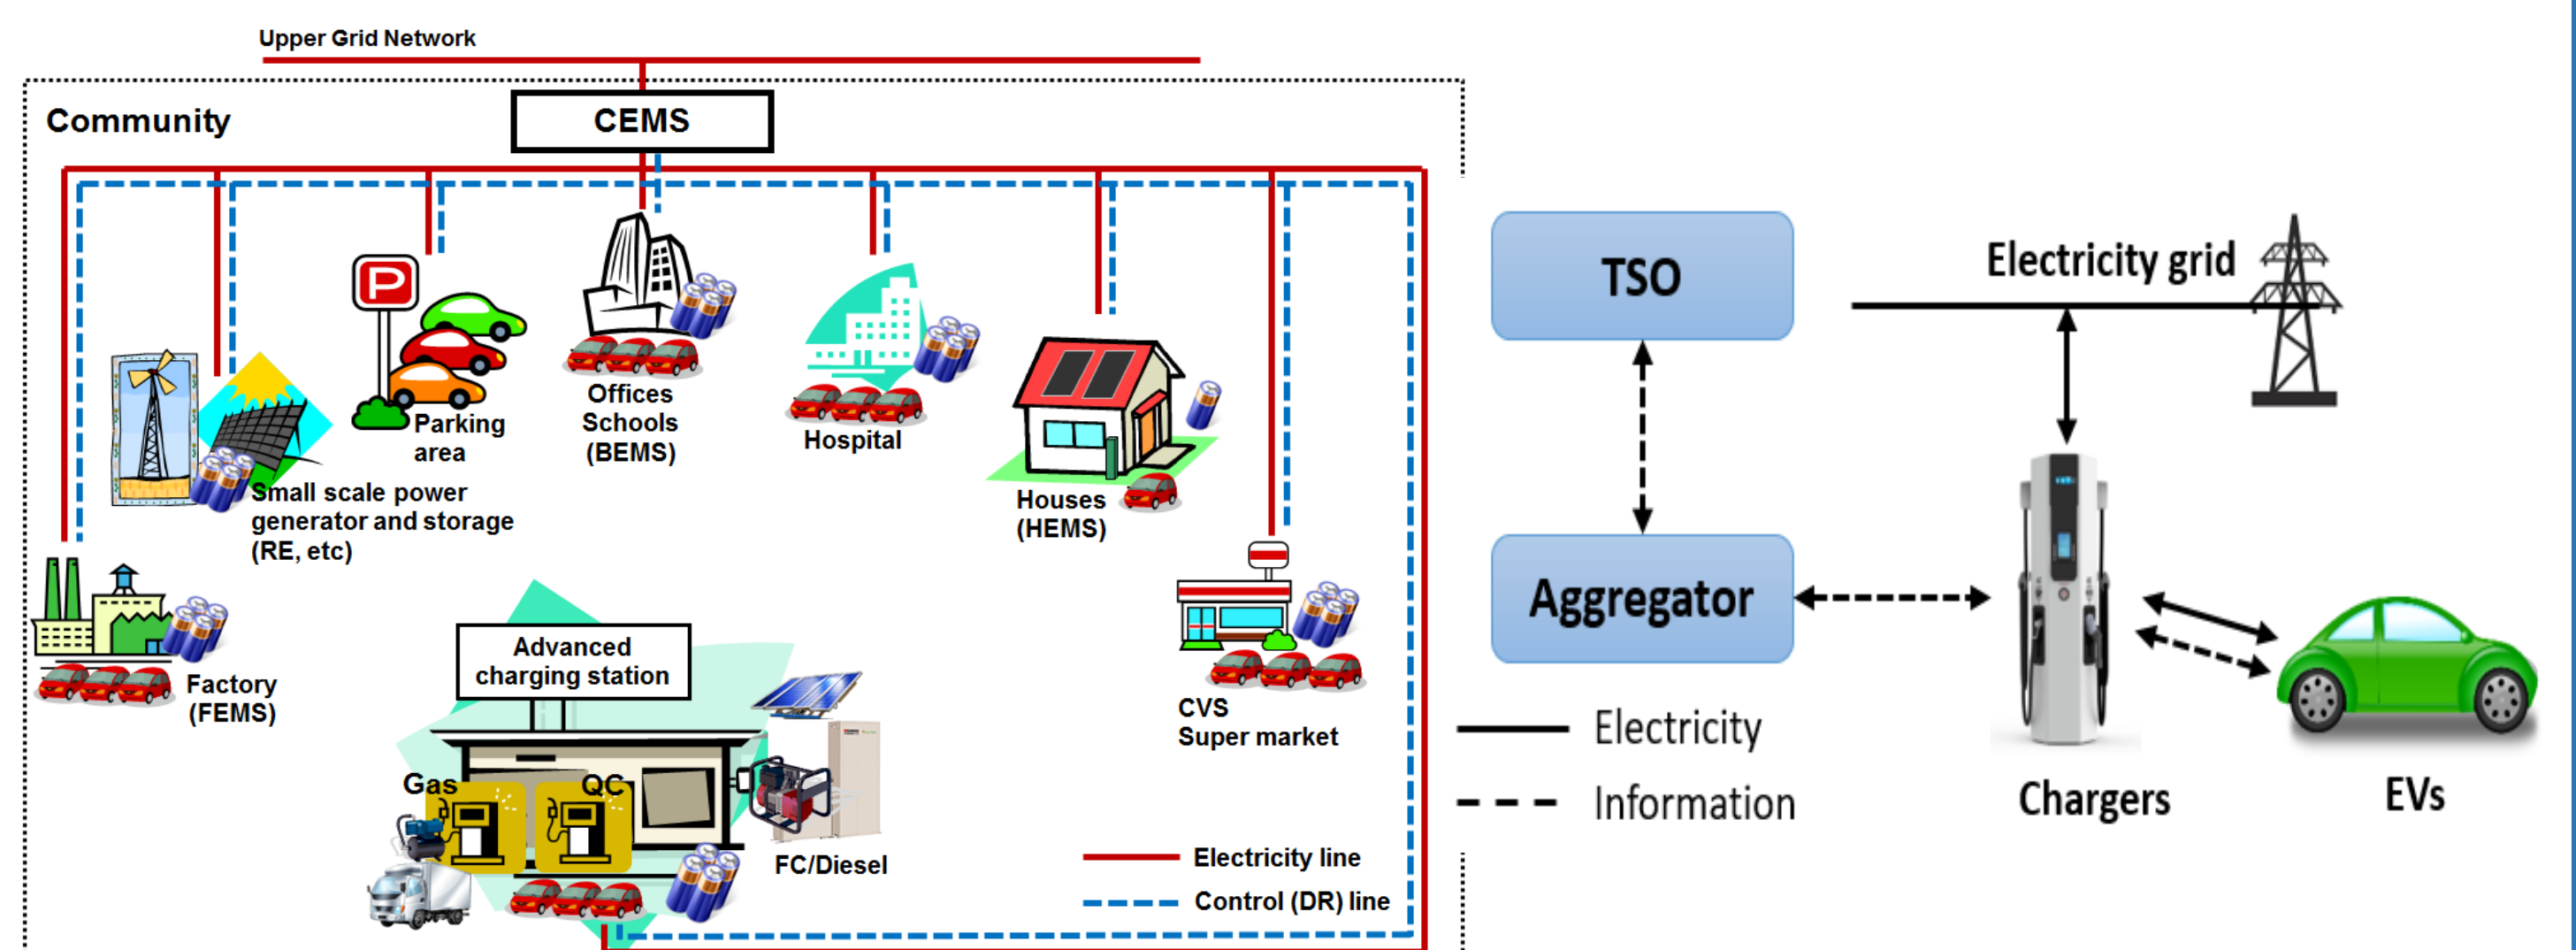 Upper Grid Network
Community
CEMS
P
Parking
area
Offices
Schools
(BEMS)
Hospital
Houses
(HEMS)
Small scale power
generator and storage
(RE, etc)
Factory
(FEMS)
CVS
Super market
Advanced
charging station
Gas
QC
FC/Diesel
Electricity line
Control (DR) line
TSO
Electricity grid
Aggregator
Electricity
Information
Chargers
EVs